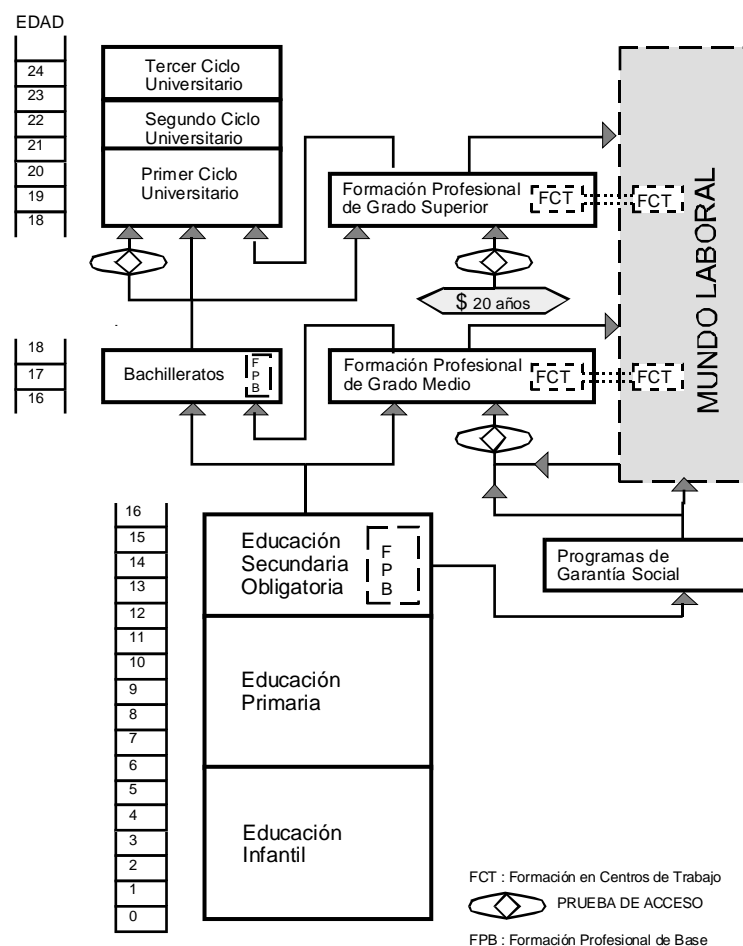 EDAD
24
23
22
21
20
19
18
Tercer Ciclo
Universitario
Segundo Ciclo
Universitario
Primer Ciclo
Universitario
Formación Profesional
de Grado Superior
FCT
FCT
$ 20 años
MUNDO LABORAL
18
17
16
Bachilleratos
F
P
B
Formación Profesional
de Grado Medio
FCT
FCT
16
15
14
13
12
11
10
9
8
7
6
5
4
3
2
1
0
Educación
Secundaria
Obligatoria
F
P
B
Programas de
Garantía Social
Educación
Primaria
Educación
Infantil
FCT : Formación en Centros de Trabajo
PRUEBA DE ACCESO
FPB : Formación Profesional de Base